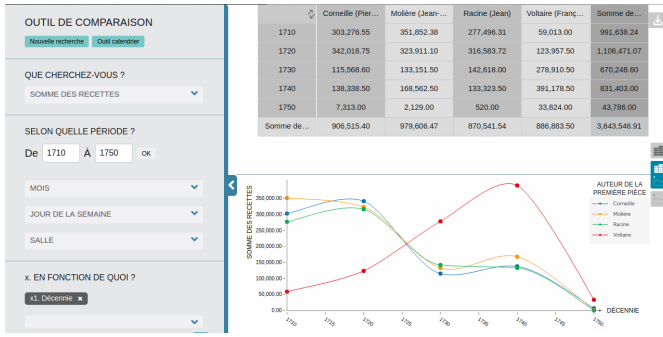 OUTIL DE COMPARAISON
Nouvelle recherche Outil calendrier
QUE CHERCHEZ-VOUS ?
SOMME DES RECETTES
SELON QUELLE PÉRIODE ?
De 1710 À 1750 OK
MOIS
JOUR DE LA SEMAINE
SALLE
x. EN FONCTION DE QUOI ?
x1. Décennie ×
Corneille (Pier... Molière (Jean-... Racine (Jean) Voltaire (Franç... Somme de...
1710 303,276.55 351,852.38 277,496.31 59,013.00 991,638.24
1720 342,018.75 323,911.10 316,583.72 123,957.50 1,106,471.07
1730 115,568.60 133,151.50 142,618.00 278,910.50 670,248.60
1740 138,338.50 168,562.50 133,323.50 391,178.50 831,403.00
1750 7,313.00 2,129.00 520.00 33,824.00 43,786.00
Somme de... 906,515.40 979,606.47 870,541.54 886,883.50 3,643,546.91
SOMME DES RECETTES
350,000.00
300,000.00
250,000.00
200,000.00
150,000.00
100,000.00
50,000.00
0.00
1710 1715 1720 1725 1730 1735 1740 1745 1750
DÉCENNIE
AUTEUR DE LA
PREMIÈRE PIÈCE
Corneille
Molière
Racine
Voltaire